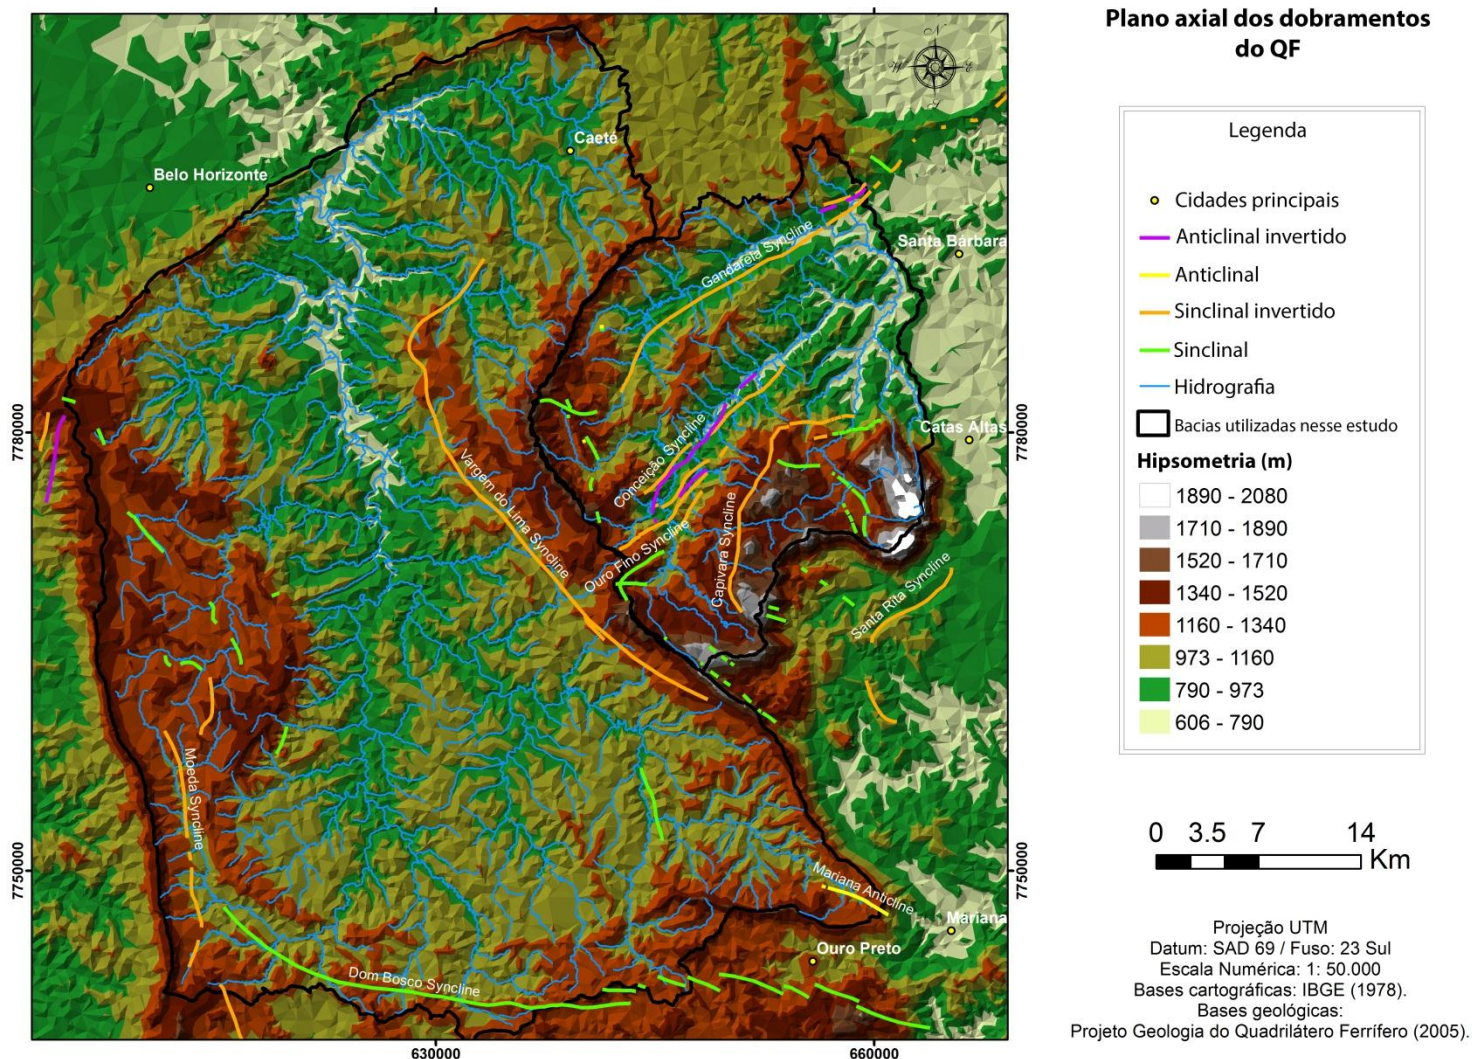 Plano axial dos dobramentos
do QF
Legenda
Cidades principais
Anticlinal invertido
Anticlinal
Sinclinal invertido
Sinclinal
Hidrografia
Bacias utilizadas nesse estudo
Hipsometria (m)
1890 - 2080
1710 - 1890
1520 - 1710
1340 - 1520
1160 - 1340
973 - 1160
790 - 973
606 - 790
0 3.5 7 14
Km
Projeção UTM
Datum: SAD 69 / Fuso: 23 Sul
Escala Numérica: 1: 50.000
Bases cartográficas: IBGE (1978).
Bases geológicas:
Projeto Geologia do Quadrilátero Ferrífero (2005).
Caeté
Belo Horizonte
Santa Bárbara
Gandarela Syncline
Catas Altas
Conceição Syncline
Vargem do Lima Syncline
Ouro Fino Syncline
Capivara Syncline
Santa Rita Syncline
Moeda Syncline
Mariana Anticline
Mariana
Ouro Preto
Dom Bosco Syncline
7780000
7780000
7750000
7750000
630000
660000